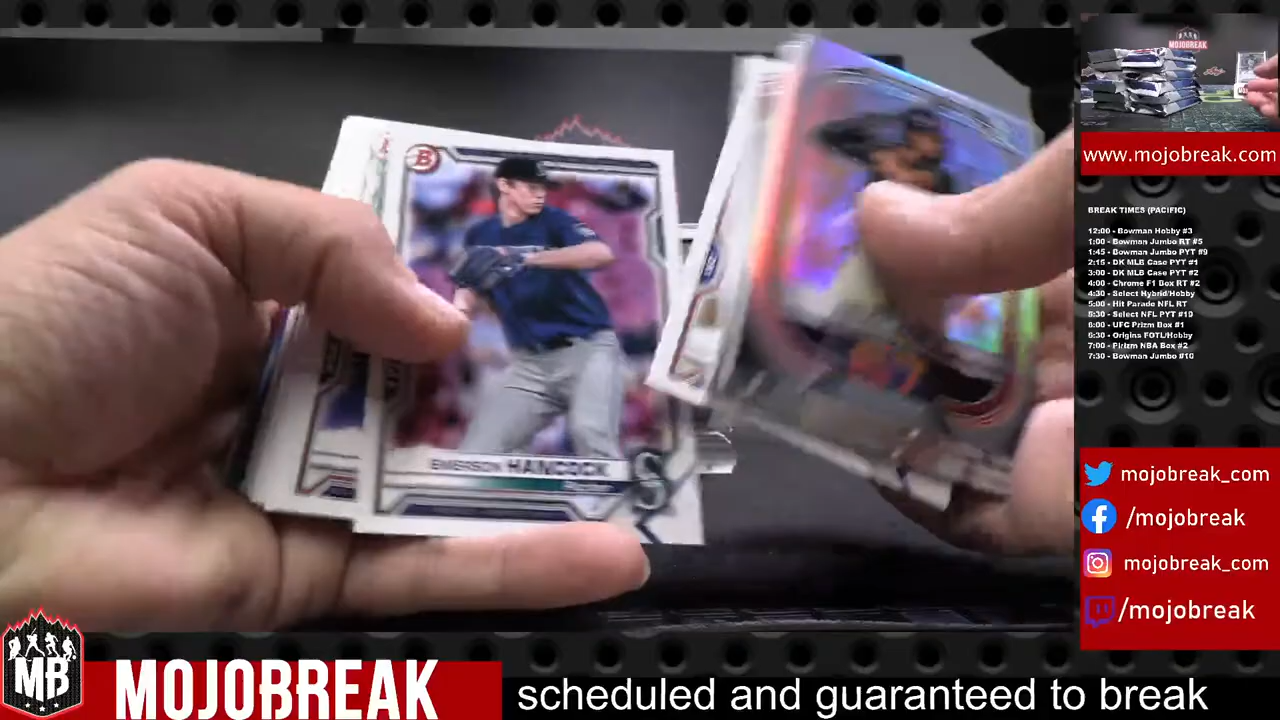 B
EMERSON HANCOCK
S
MOJOBREAK
www.mojobreak.com
BREAK TIMES (PACIFIC)
12:00 - Bowman Hobby #3
1:00 - Bowman Jumbo RT #5
1:45 - Bowman Jumbo PYT #9
2:15 - DK MLB Case PYT #1
3:00 - DK MLB Case PYT #2
4:00 - Chrome F1 Box RT #2
4:30 - Select Hybrid/Hobby
5:00 - Hit Parade NFL RT
5:30 - Select NFL PYT #10
6:00 - UFC Prizm Box #1
6:30 - Origins FOTL/Hobby
7:00 - Prizm NBA Box #2
7:30 - Bowman Jumbo #10
mojobreak_com
/mojobreak
mojobreak_com
/mojobreak
MB
MOJOBREAK
scheduled and guaranteed to break